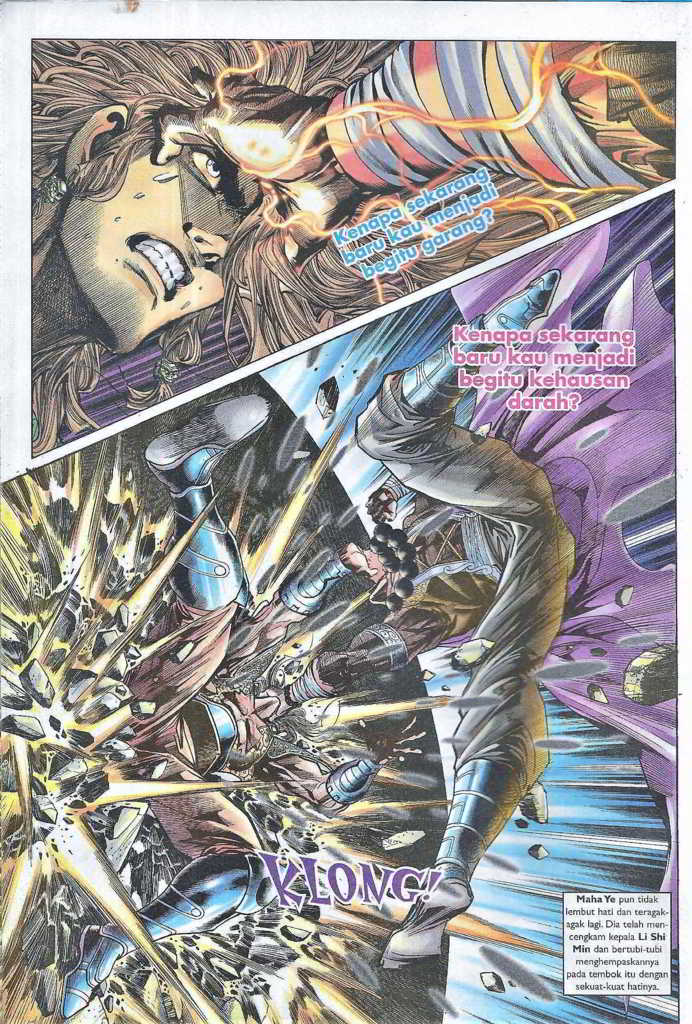 Kenapa sekarang
baru kau menjadi
begitu garang?
Kenapa sekarang
baru kau menjadi
begitu kehausan
darah?
KLONG!
Maha Ye pun tidak
lembut hati dan teragak-
agak lagi. Dia telah men-
cengkam kepala Li Shi
Min dan bertubi-tubi
menghempaskannya
pada tembok itu dengan
sekuat-kuat hatinya.